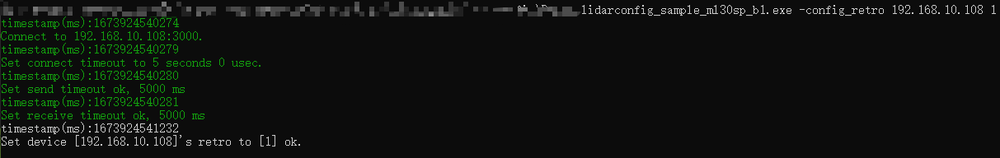 lidarconfig_sample_ml30sp_b1.exe -config_retro 192.168.10.108 1
timestamp(ms):1673924540274
Connect to 192.168.10.108:3000.
timestamp(ms):1673924540279
Set connect timeout to 5 seconds 0 usec.
timestamp(ms):1673924540280
Set send timeout ok, 5000 ms
timestamp(ms):1673924540281
Set receive timeout ok, 5000 ms
timestamp(ms):1673924541232
Set device [192.168.10.108]'s retro to [1] ok.